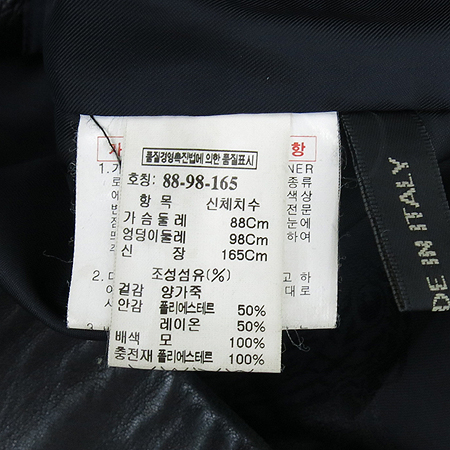 품질경영촉진법에 의한 품질표시
호칭: 88-98-165
항 목 신체치수
가슴둘레 88Cm
엉덩이둘레 98Cm
신 장 165Cm
조성섬유(%)
겉감 양가죽
안감 폴리에스테르 50%
레이온 50%
배색 모 100%
충전재 폴리에스테르 100%
항
NER
종류
색상
전문
눈에
하여
고 하
대로
시오
DE IN ITALY